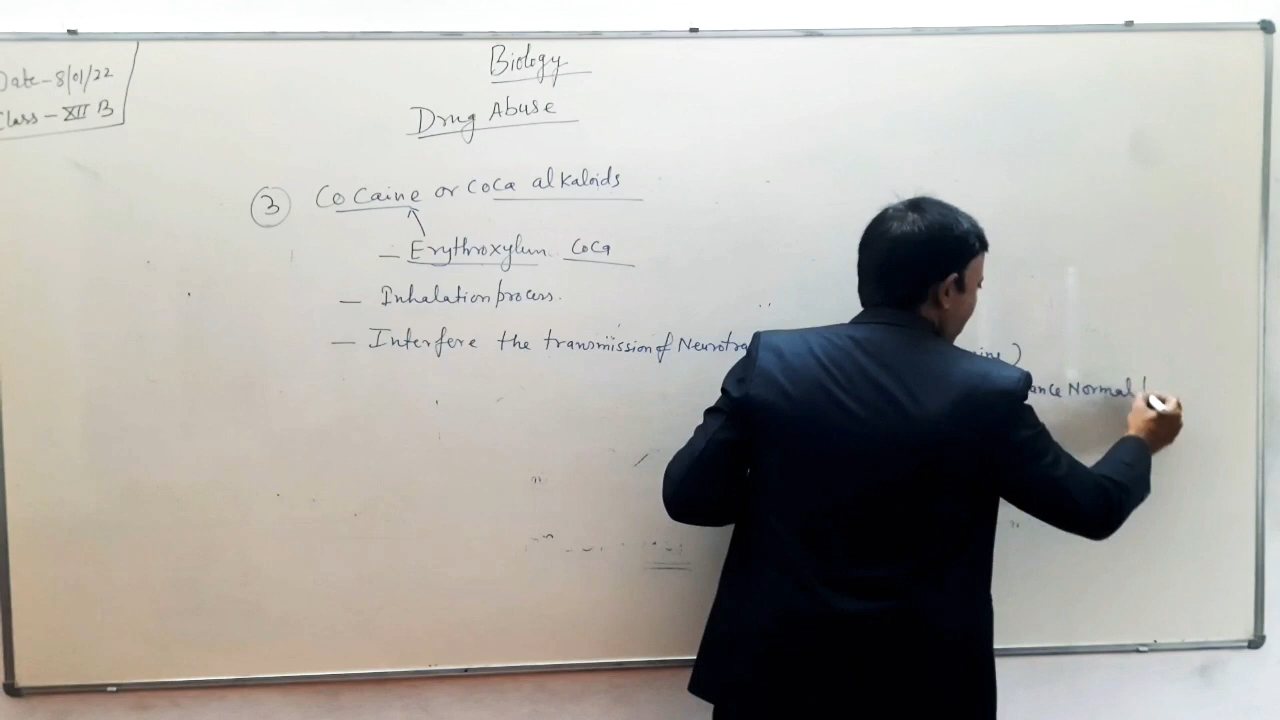 Date - 8/01/22
Class - XII B
Biology
Drug Abuse
3 Cocaine or Coca alkaloids
- Erythroxylum Coca
- Inhalation process.
- Interfere the transmission of Neurotra
ance Normal